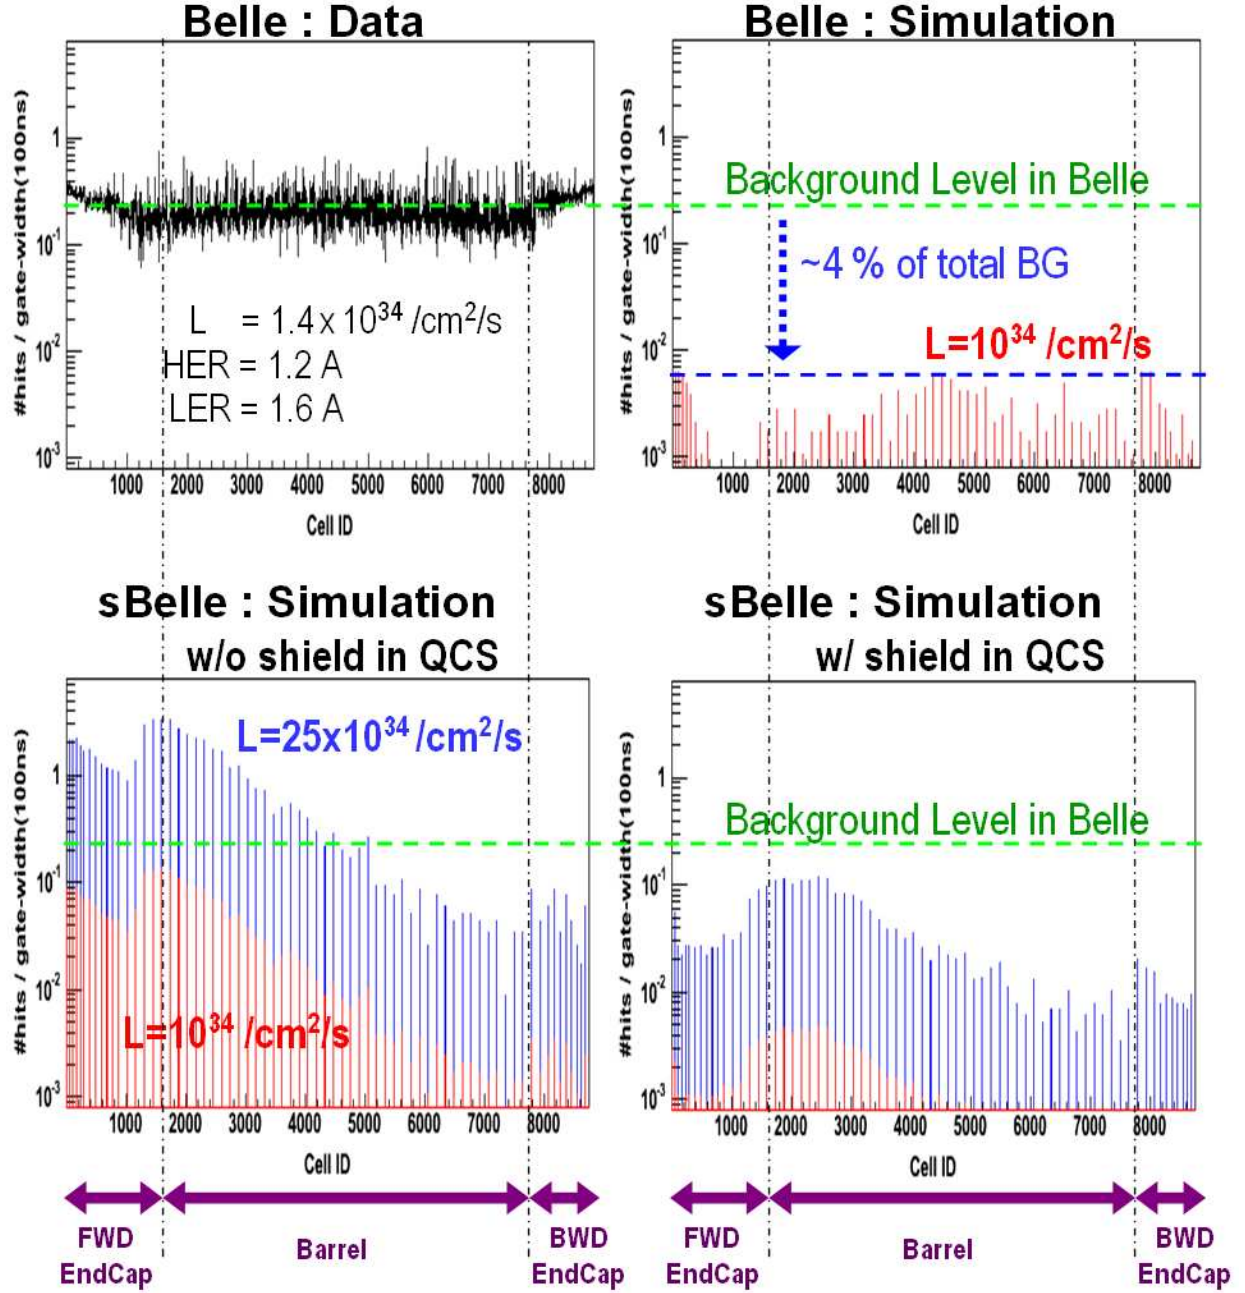 Belle : Data
#hits / gate-width(100ns)
1
10⁻¹
10⁻²
10⁻³
L = 1.4 x 10³⁴ /cm²/s
HER = 1.2 A
LER = 1.6 A
1000 2000 3000 4000 5000 6000 7000 8000
Cell ID
Belle : Simulation
#hits / gate-width(100ns)
1
Background Level in Belle
10⁻¹
~4 % of total BG
10⁻²
L=10³⁴ /cm²/s
10⁻³
1000 2000 3000 4000 5000 6000 7000 8000
Cell ID
sBelle : Simulation
w/o shield in QCS
#hits / gate-width(100ns)
L=25x10³⁴ /cm²/s
1
10⁻¹
10⁻²
L=10³⁴ /cm²/s
10⁻³
1000 2000 3000 4000 5000 6000 7000 8000
Cell ID
FWD
EndCap
Barrel
BWD
EndCap
sBelle : Simulation
w/ shield in QCS
#hits / gate-width(100ns)
1
Background Level in Belle
10⁻¹
10⁻²
10⁻³
1000 2000 3000 4000 5000 6000 7000 8000
Cell ID
FWD
EndCap
Barrel
BWD
EndCap